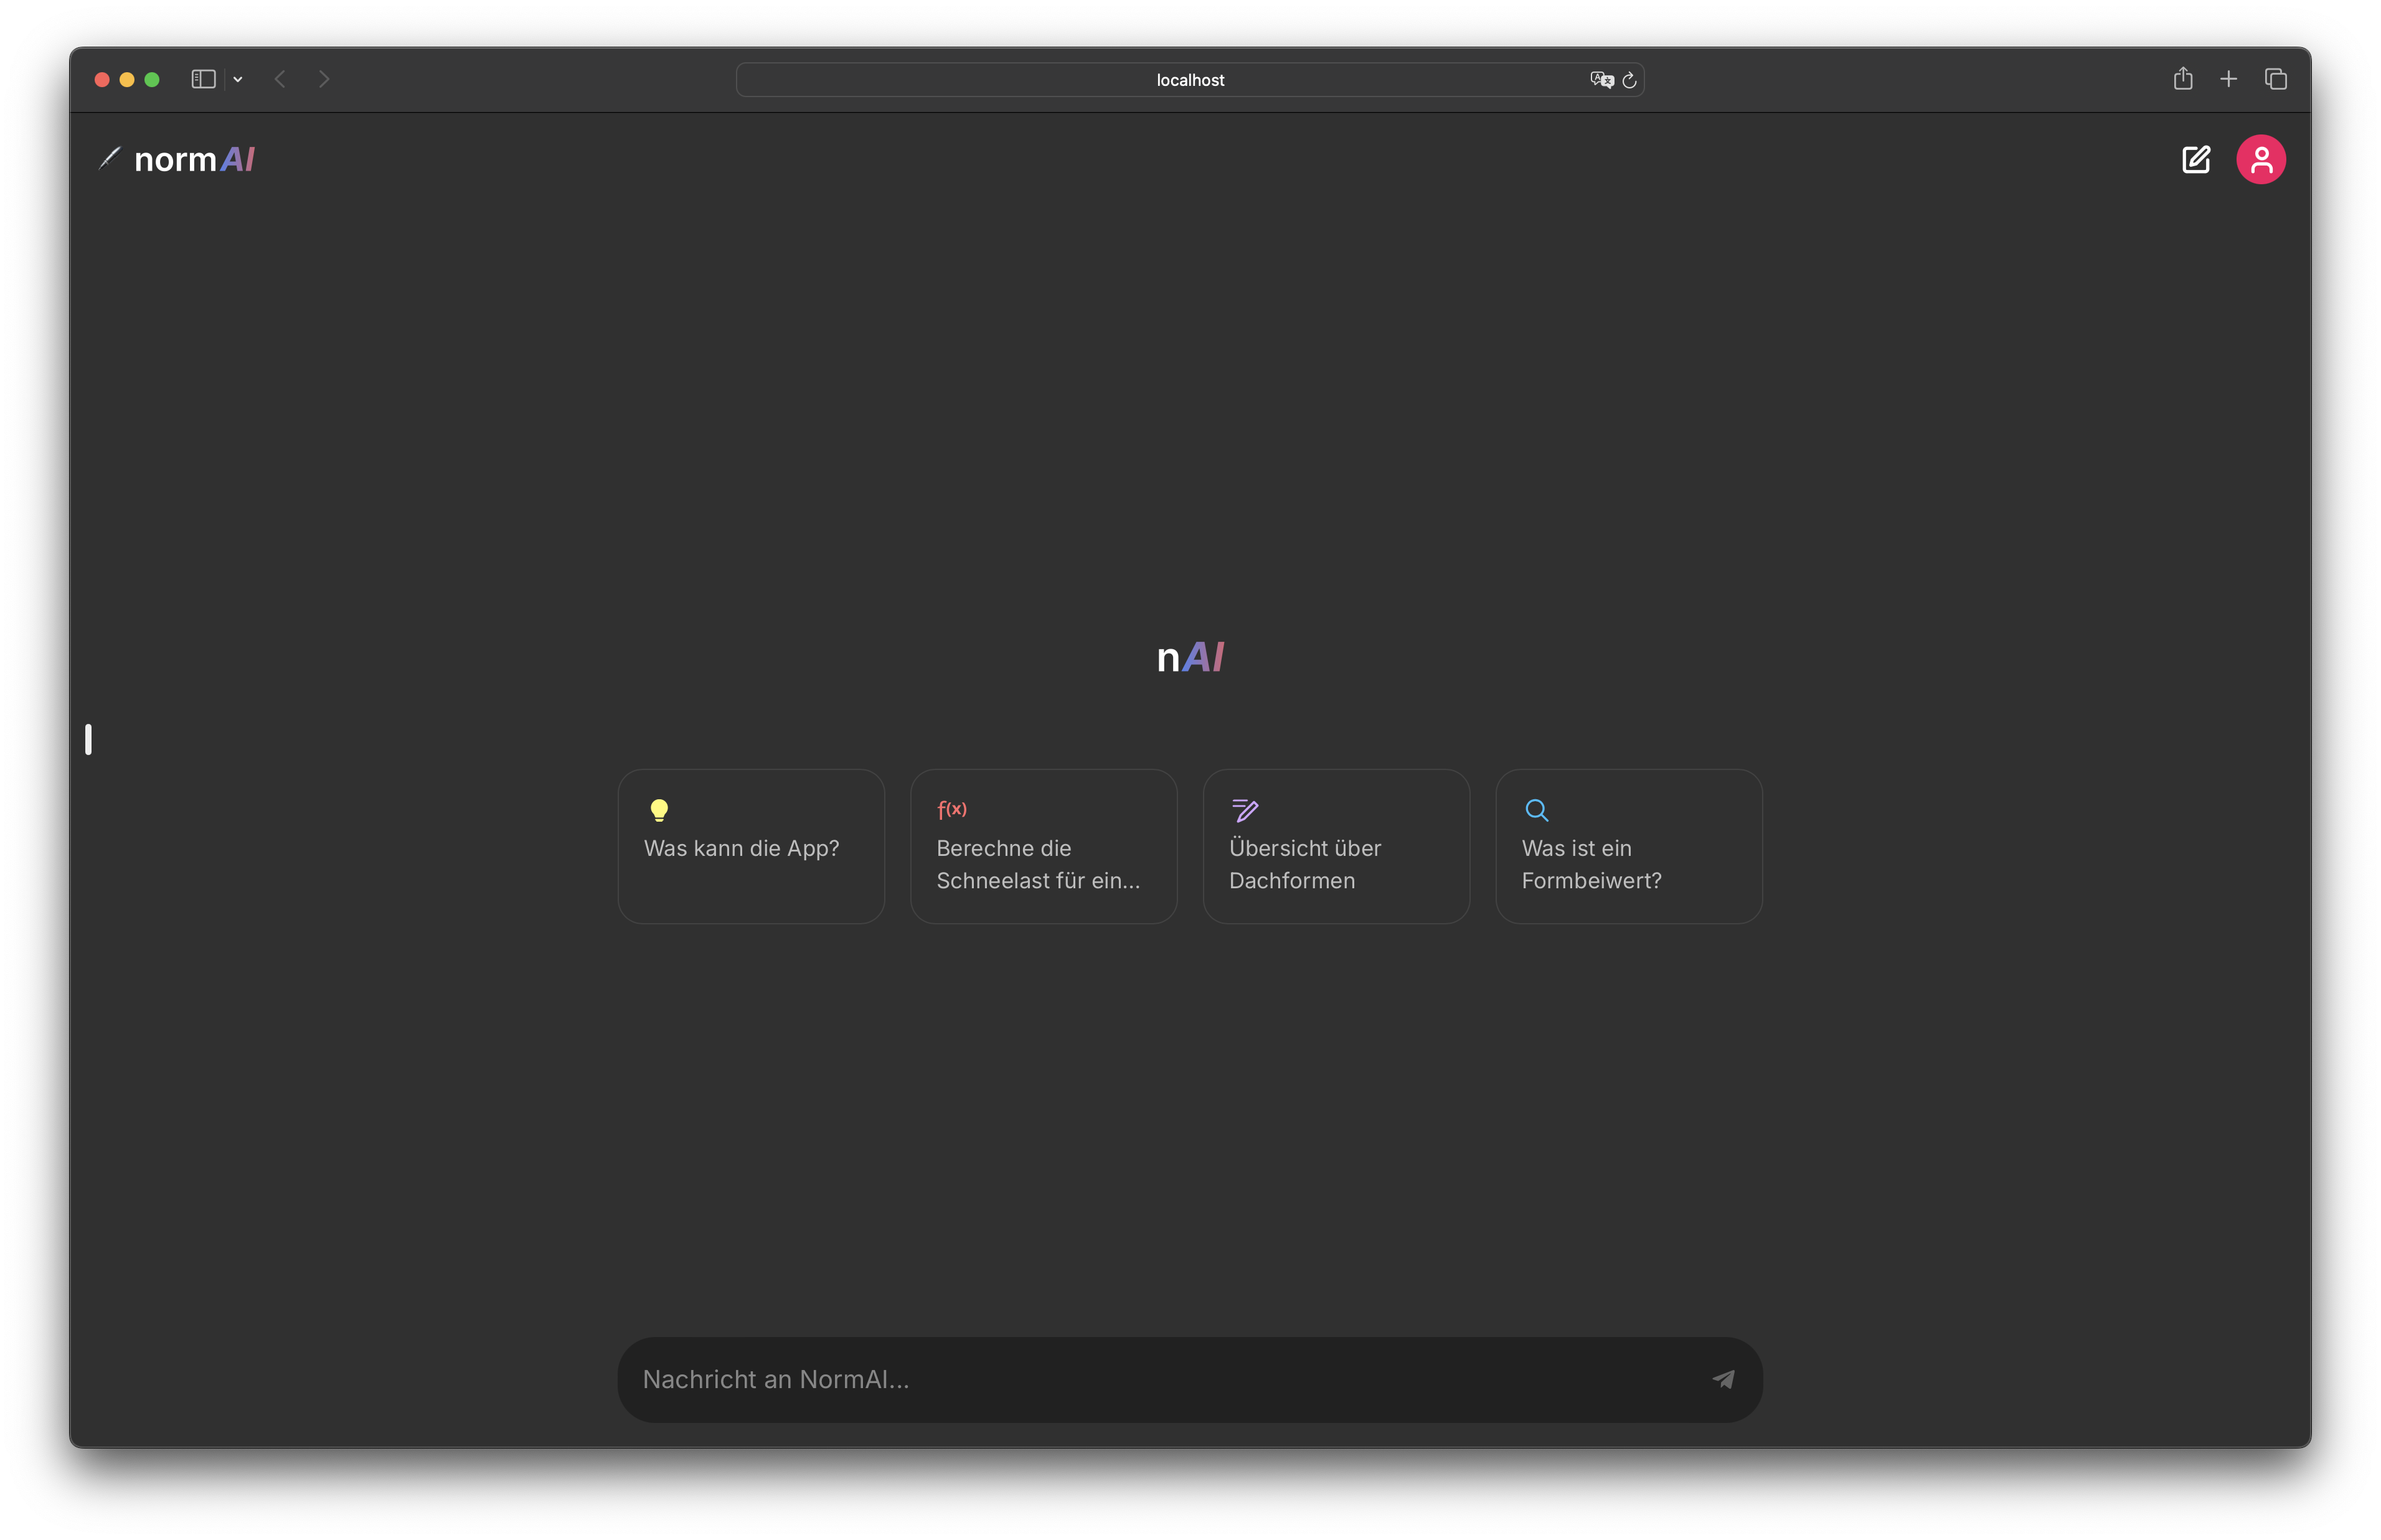 localhost
normAI
nAI
Was kann die App?
f(x)
Berechne die
Schneelast für ein...
Übersicht über
Dachformen
Was ist ein
Formbeiwert?
Nachricht an NormAI...